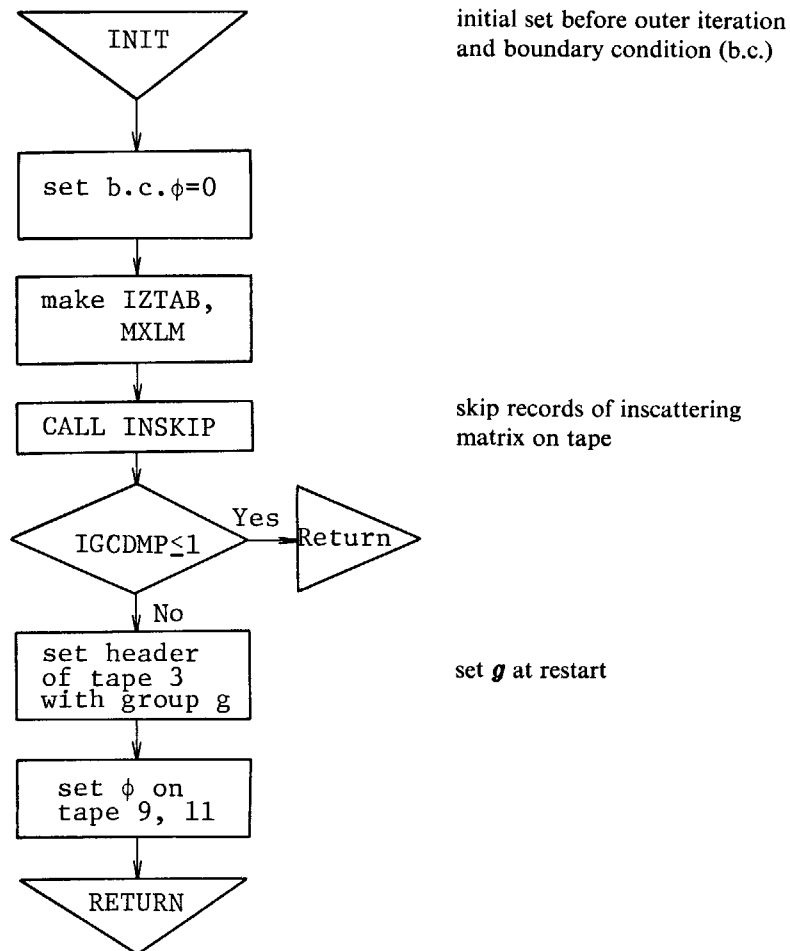 INIT
initial set before outer iteration
and boundary condition (b.c.)
set b.c.ϕ=0
make IZTAB,
MXLM
CALL INSKIP
skip records of inscattering
matrix on tape
IGCDMP≤1
Yes
Return
No
set header
of tape 3
with group g
set g at restart
set ϕ on
tape 9, 11
RETURN